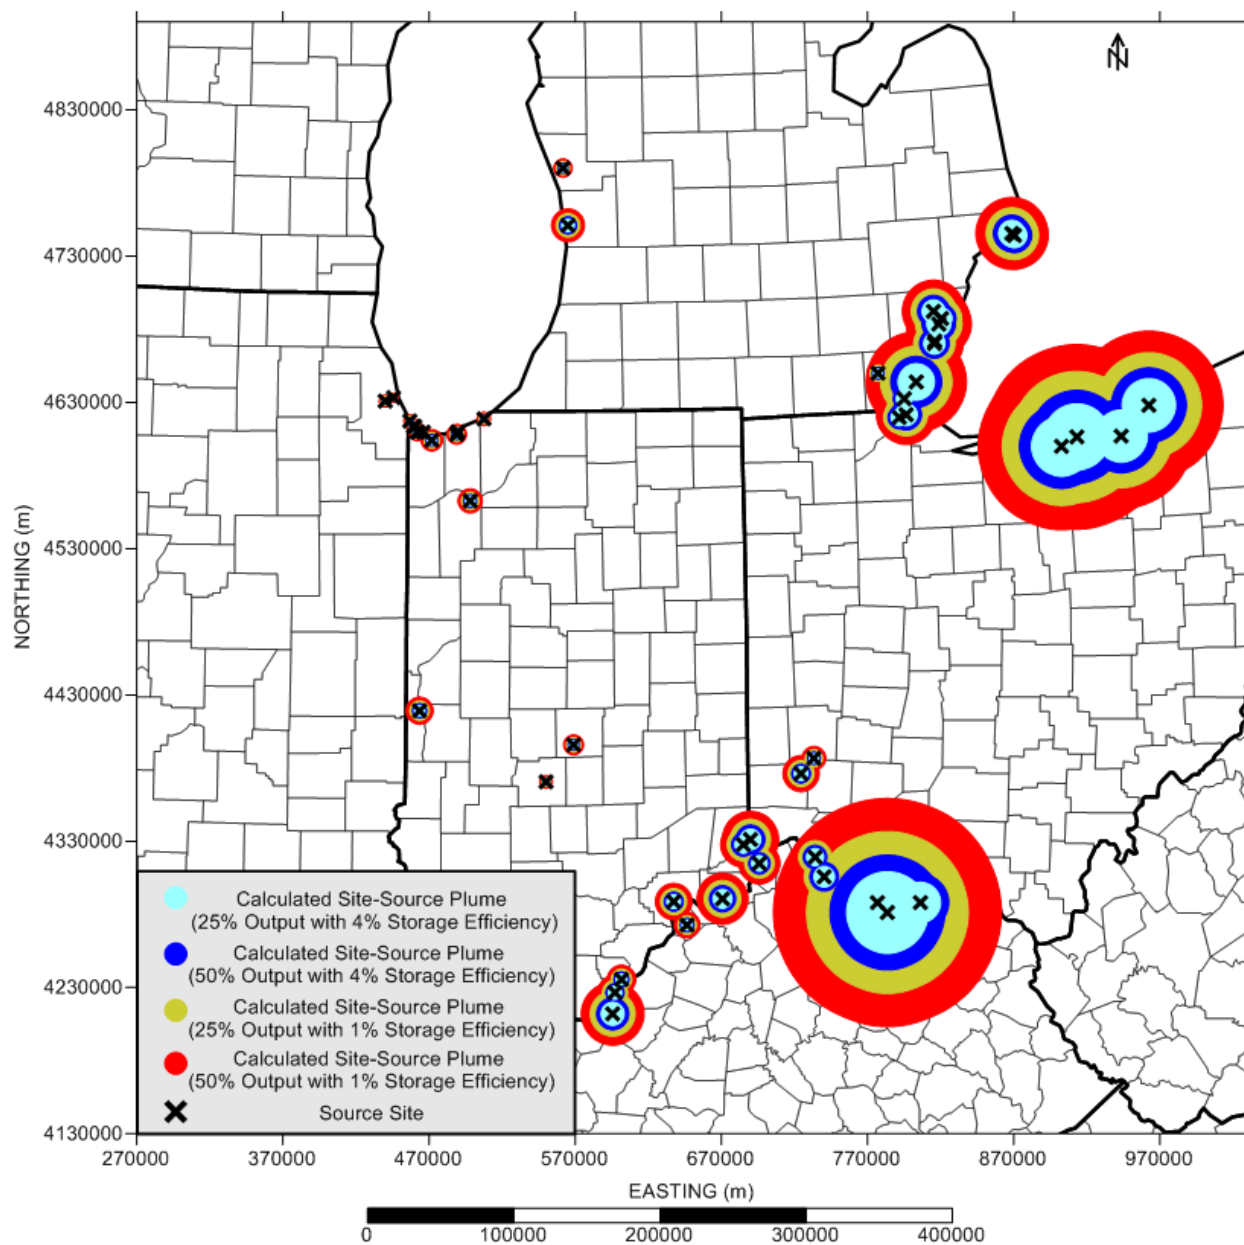 N
4830000
4730000
4630000
4530000
4430000
4330000
4230000
4130000
NORTHING (m)
Calculated Site-Source Plume
(25% Output with 4% Storage Efficiency)
Calculated Site-Source Plume
(50% Output with 4% Storage Efficiency)
Calculated Site-Source Plume
(25% Output with 1% Storage Efficiency)
Calculated Site-Source Plume
(50% Output with 1% Storage Efficiency)
Source Site
270000 370000 470000 570000 670000 770000 870000 970000
EASTING (m)
0 100000 200000 300000 400000